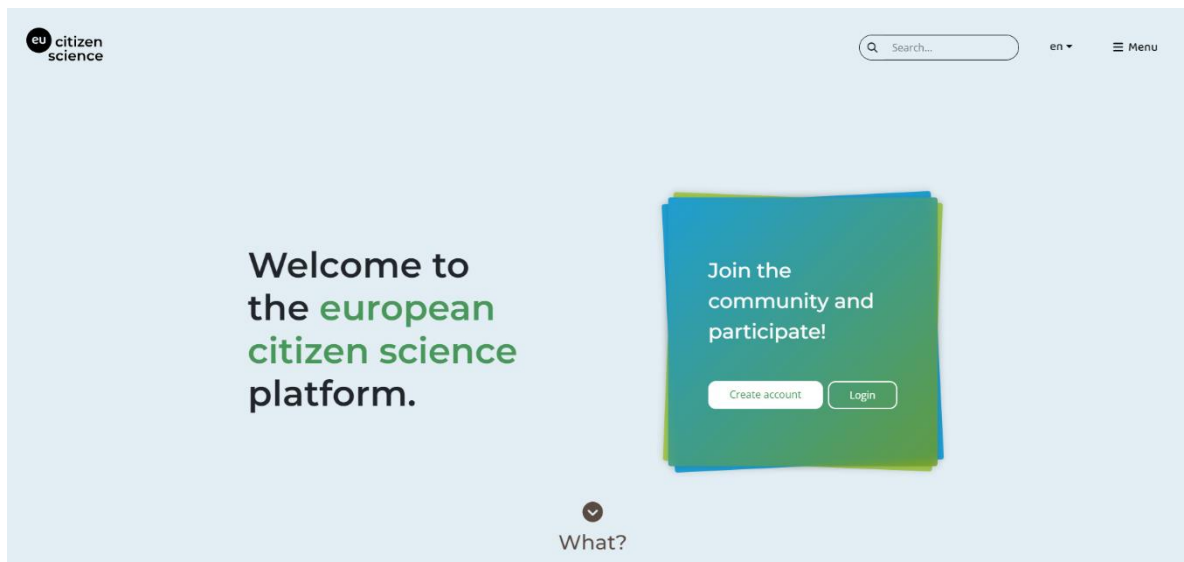 eu citizen
science
Search...
en
Menu
Welcome to
the european
citizen science
platform.
Join the
community and
participate!
Create account
Login
What?